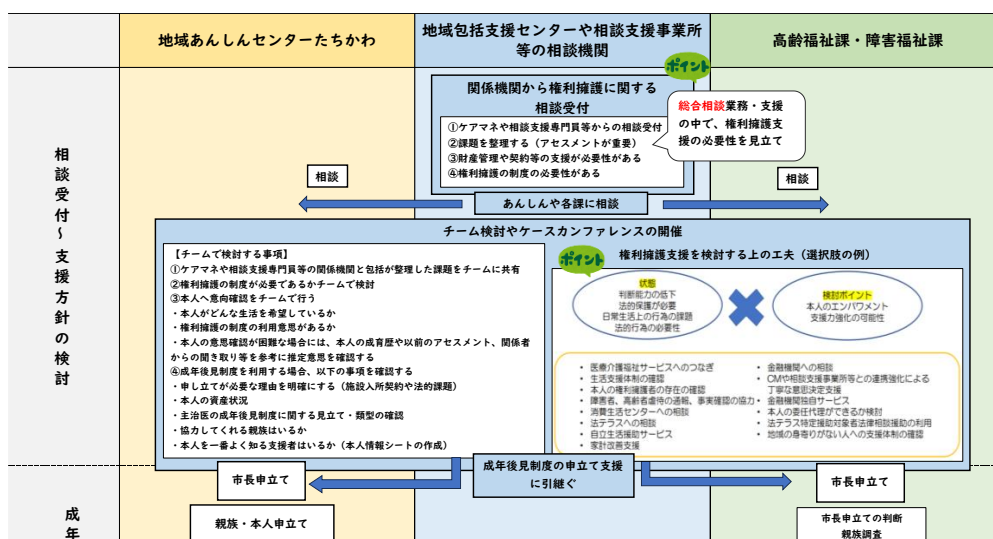 地域あんしんセンターたちかわ
地域包括支援センターや相談支援事業所
等の相談機関
高齢福祉課・障害福祉課
相談受付～支援方針の検討
ポイント
関係機関から権利擁護に関する
相談受付
①ケアマネや相談支援専門員等からの相談受付
②課題を整理する（アセスメントが重要）
③財産管理や契約等の支援が必要性がある
④権利擁護の制度の必要性がある
総合相談業務・支援
の中で、権利擁護支
援の必要性を見立て
相談
相談
あんしんや各課に相談
チーム検討やケースカンファレンスの開催
【チームで検討する事項】
①ケアマネや相談支援専門員等の関係機関と包括が整理した課題をチームに共有
②権利擁護の制度が必要であるかチームで検討
③本人へ意向確認をチームで行う
・本人がどんな生活を希望しているか
・権利擁護の制度の利用意思があるか
・本人の意思確認が困難な場合には、本人の成育歴や以前のアセスメント、関係者
からの聞き取り等を参考に推定意思を確認する
④成年後見制度を利用する場合、以下の事項を確認する
・申し立てが必要な理由を明確にする（施設入所契約や法的課題）
・本人の資産状況
・主治医の成年後見制度に関する見立て・類型の確認
・協力してくれる親族はいるか
・本人を一番よく知る支援者はいるか（本人情報シートの作成）
ポイント
権利擁護支援を検討する上の工夫（選択肢の例）
状態
判断能力の低下
法的保護が必要
日常生活上の行為の課題
法的行為の必要性
検討ポイント
本人のエンパワメント
支援力強化の可能性
• 医療介護福祉サービスへのつなぎ
• 生活支援体制の確認
• 本人の権利擁護者の存在の確認
• 障害者、高齢者虐待の通報、事実確認の協力
• 消費生活センターへの相談
• 法テラスへの相談
• 自立生活援助サービス
• 家計改善支援
• 金融機関への相談
• CMや相談支援事業所等との連携強化による
丁寧な意思決定支援
• 金融機関独自サービス
• 本人の委任代理ができるか検討
• 法テラス特定援助対象者法律相談援助の利用
• 地域の身寄りがない人への支援体制の確認
成年後見制度の申立て支援
に引継ぐ
市長申立て
市長申立て
成年
親族・本人申立て
市長申立ての判断
親族調査